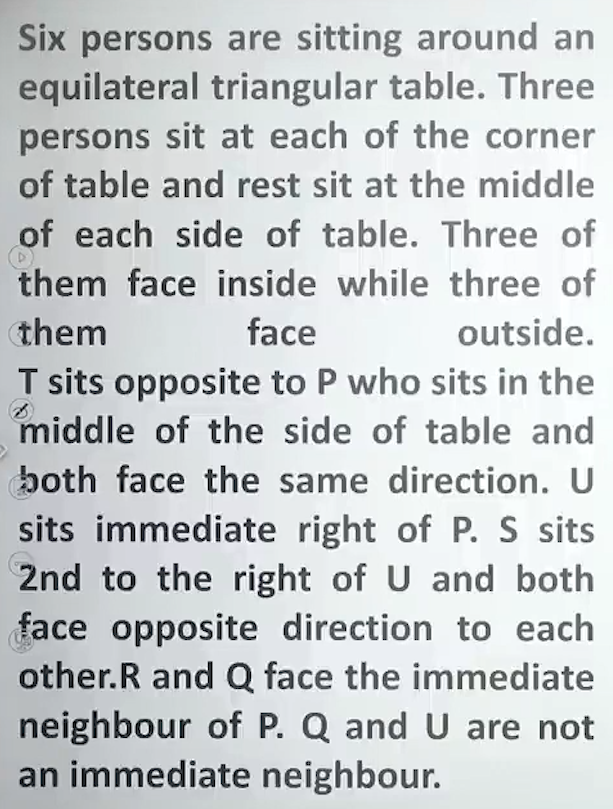 Six persons are sitting around an
equilateral triangular table. Three
persons sit at each of the corner
of table and rest sit at the middle
of each side of table. Three of
them face inside while three of
them face outside.
T sits opposite to P who sits in the
middle of the side of table and
both face the same direction. U
sits immediate right of P. S sits
2nd to the right of U and both
face opposite direction to each
other.R and Q face the immediate
neighbour of P. Q and U are not
an immediate neighbour.